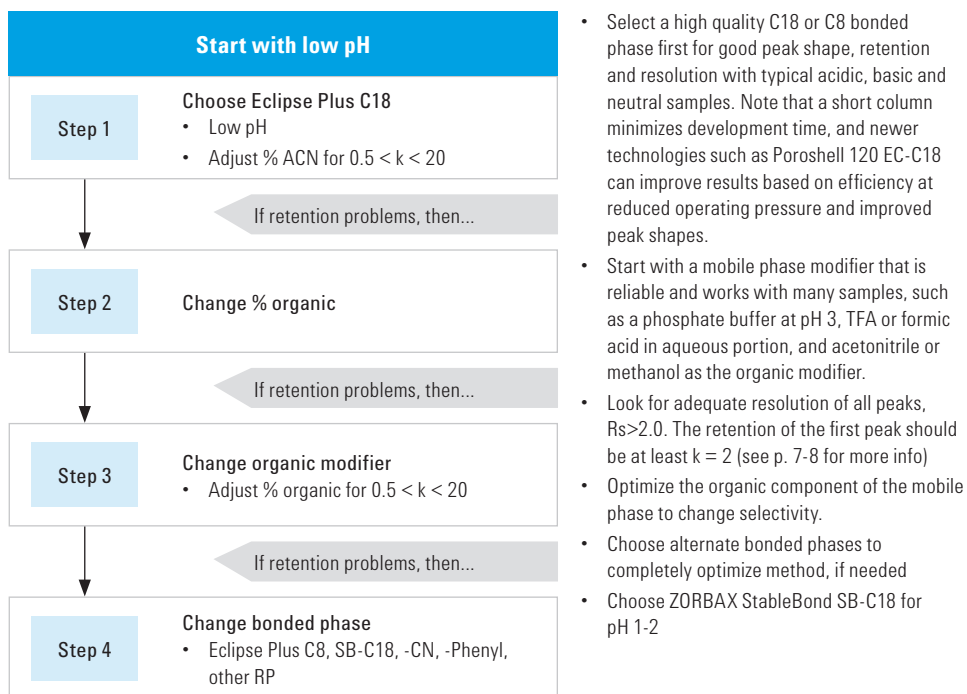 Start with low pH
Step 1
Choose Eclipse Plus C18
• Low pH
• Adjust % ACN for 0.5 < k < 20
If retention problems, then...
Step 2
Change % organic
If retention problems, then...
Step 3
Change organic modifier
• Adjust % organic for 0.5 < k < 20
If retention problems, then...
Step 4
Change bonded phase
• Eclipse Plus C8, SB-C18, -CN, -Phenyl,
other RP
• Select a high quality C18 or C8 bonded
phase first for good peak shape, retention
and resolution with typical acidic, basic and
neutral samples. Note that a short column
minimizes development time, and newer
technologies such as Poroshell 120 EC-C18
can improve results based on efficiency at
reduced operating pressure and improved
peak shapes.
• Start with a mobile phase modifier that is
reliable and works with many samples, such
as a phosphate buffer at pH 3, TFA or formic
acid in aqueous portion, and acetonitrile or
methanol as the organic modifier.
• Look for adequate resolution of all peaks,
Rs>2.0. The retention of the first peak should
be at least k = 2 (see p. 7-8 for more info)
• Optimize the organic component of the mobile
phase to change selectivity.
• Choose alternate bonded phases to
completely optimize method, if needed
• Choose ZORBAX StableBond SB-C18 for
pH 1-2